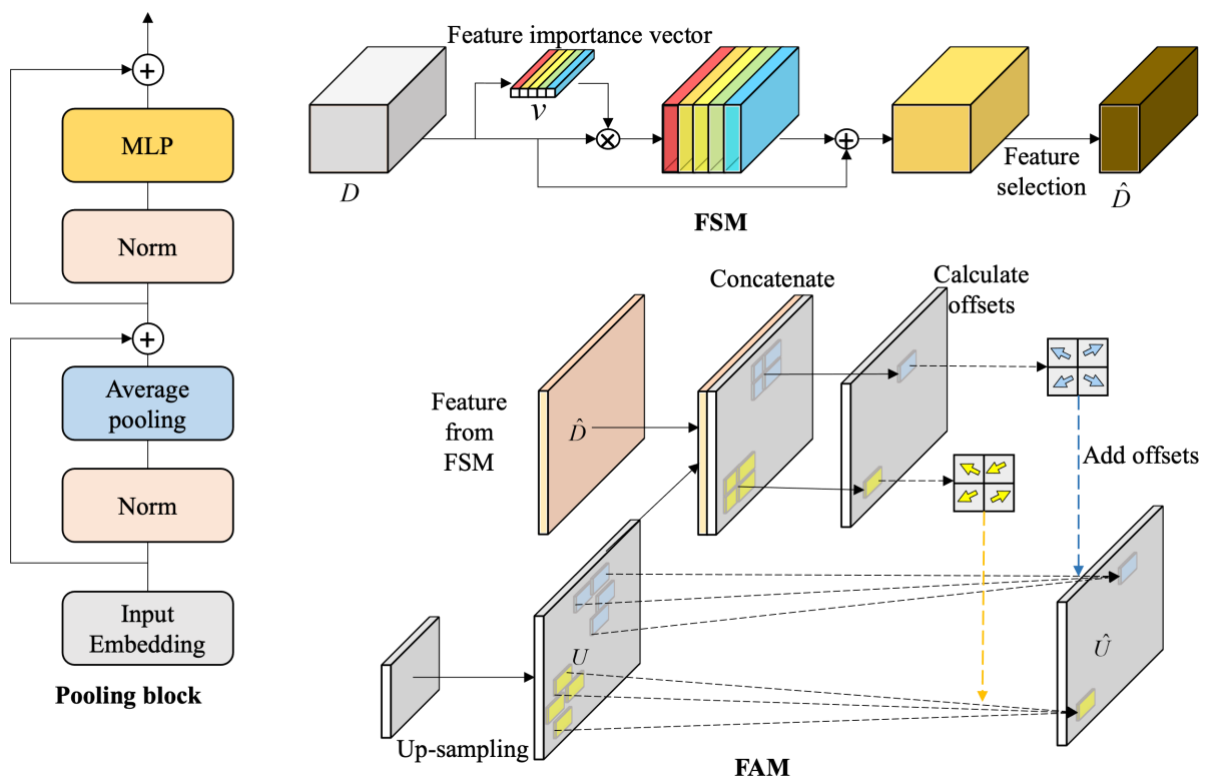 +
MLP
Norm
+
Average
pooling
Norm
Input
Embedding
Pooling block
Feature importance vector
v
D
×
+
Feature
selection
D̂
FSM
Concatenate
Calculate
offsets
Feature
from
FSM
D̂
Add offsets
U
Û
Up-sampling
FAM